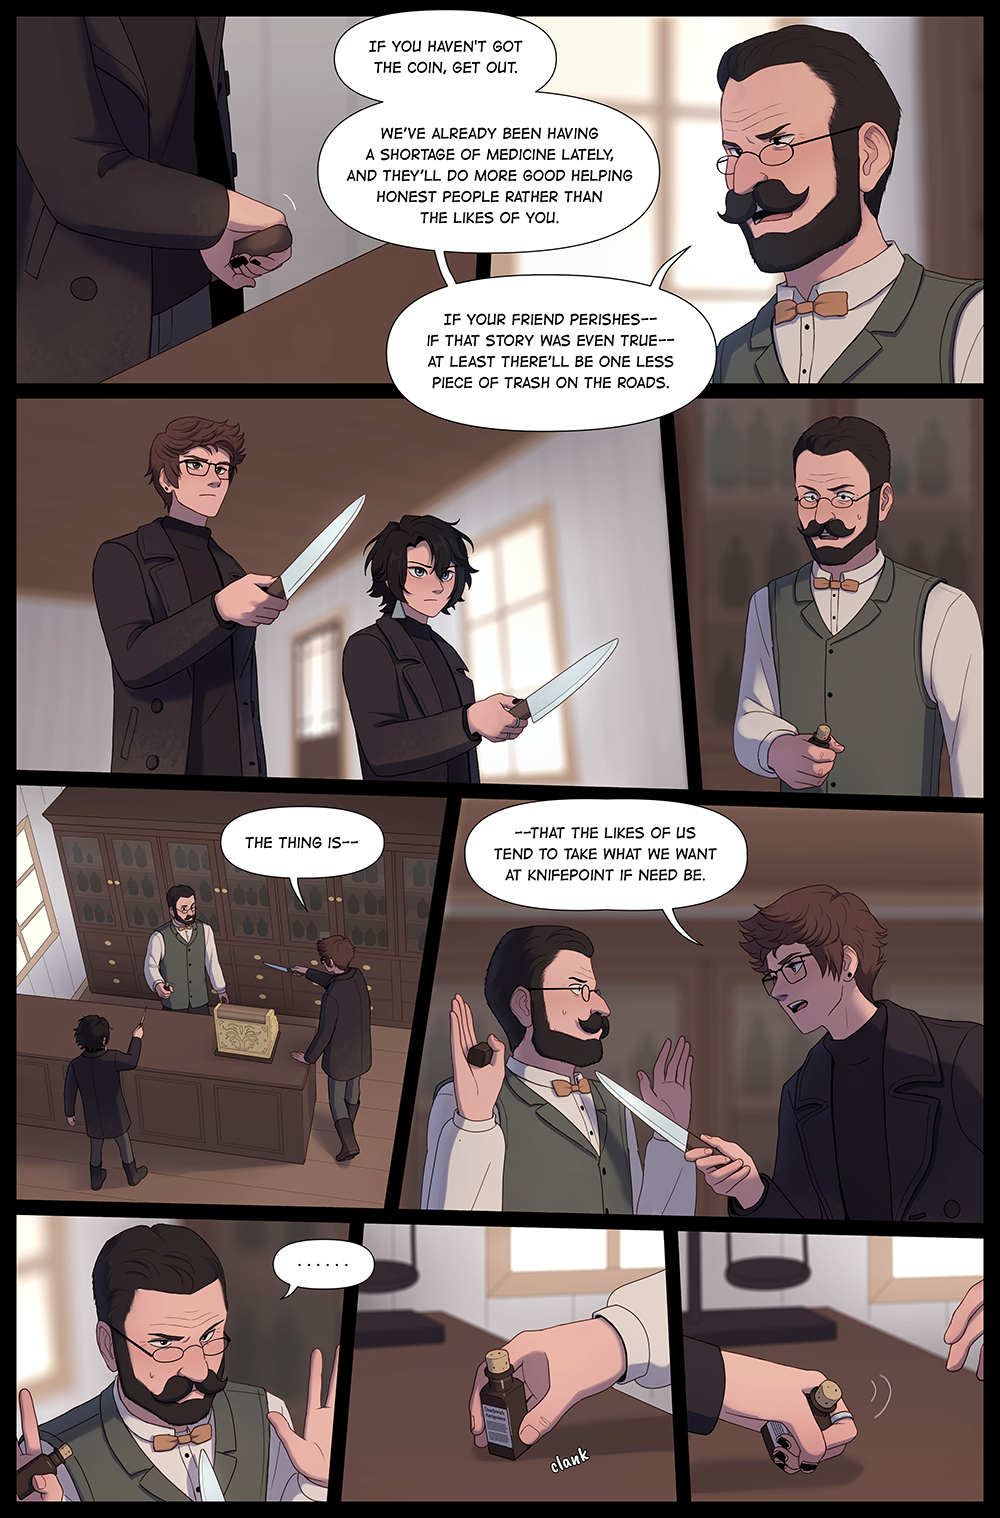 IF YOU HAVEN'T GOT
THE COIN, GET OUT.
WE'VE ALREADY BEEN HAVING
A SHORTAGE OF MEDICINE LATELY,
AND THEY'LL DO MORE GOOD HELPING
HONEST PEOPLE RATHER THAN
THE LIKES OF YOU.
IF YOUR FRIEND PERISHES--
IF THAT STORY WAS EVEN TRUE--
AT LEAST THERE'LL BE ONE LESS
PIECE OF TRASH ON THE ROADS.
THE THING IS--
--THAT THE LIKES OF US
TEND TO TAKE WHAT WE WANT
AT KNIFEPOINT IF NEED BE.
......
clank